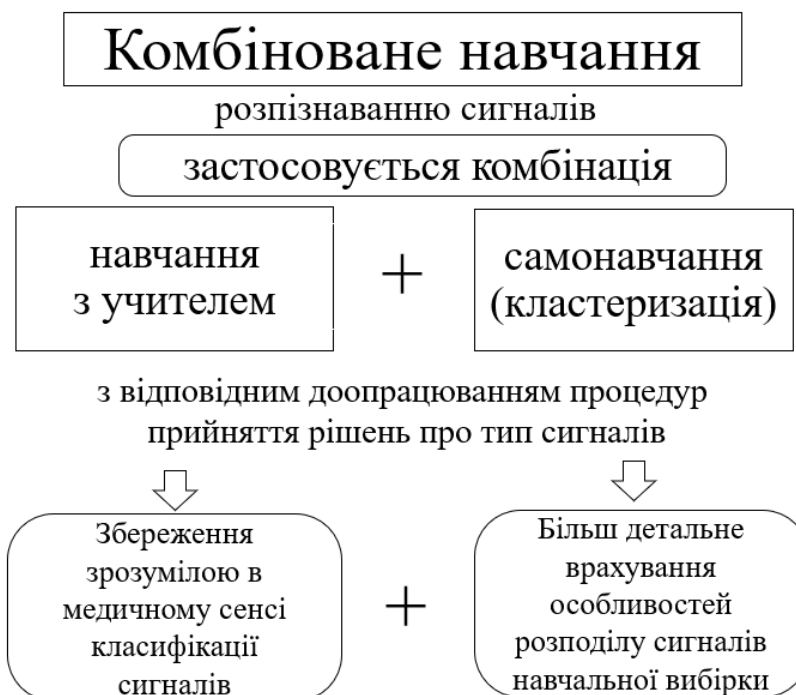 Комбіноване навчання
розпізнаванню сигналів
застосовується комбінація
навчання
з учителем
+
самонавчання
(кластеризація)
з відповідним доопрацюванням процедур
прийняття рішень про тип сигналів
Збереження
зрозумілою в
медичному сенсі
класифікації
сигналів
+
Більш детальне
врахування
особливостей
розподілу сигналів
навчальної вибірки